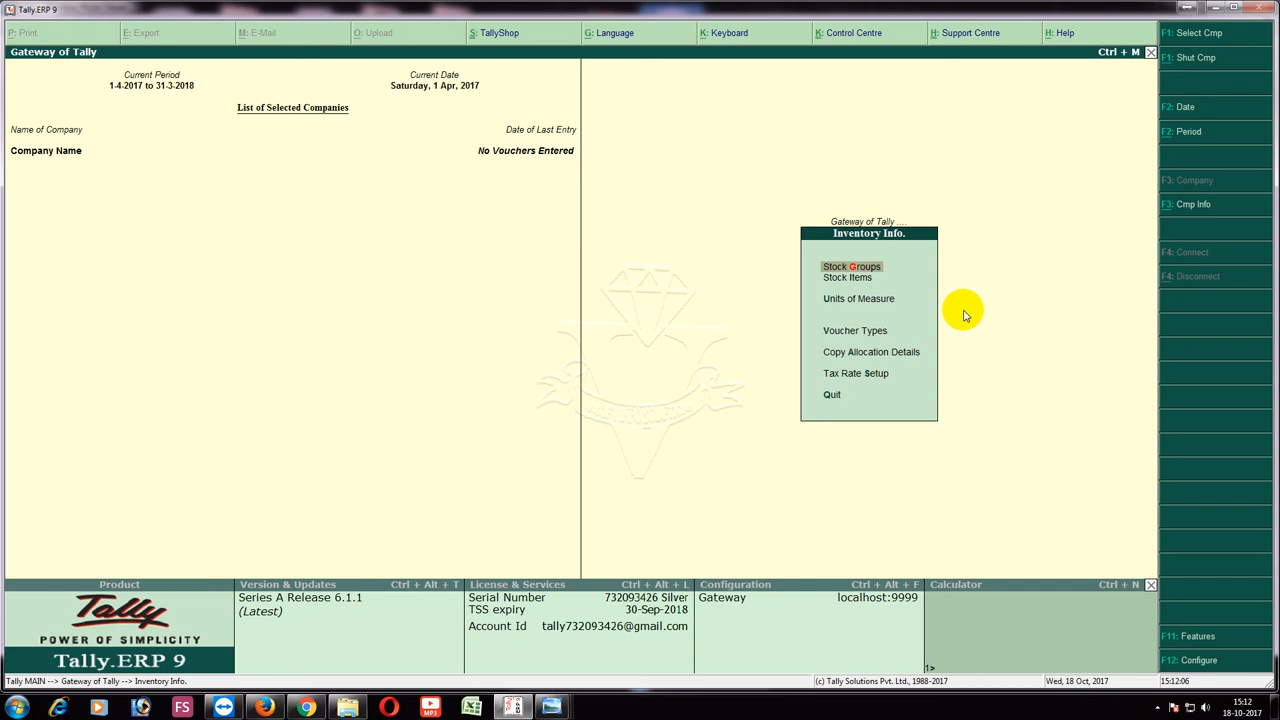 Tally.ERP 9
P: Print
E: Export
M: E-Mail
O: Upload
S: TallyShop
G: Language
K: Keyboard
K: Control Centre
H: Support Centre
H: Help
F1: Select Cmp
Gateway of Tally
Ctrl + M
F1: Shut Cmp
Current Period
1-4-2017 to 31-3-2018
Current Date
Saturday, 1 Apr, 2017
List of Selected Companies
Name of Company
Date of Last Entry
Company Name
No Vouchers Entered
F2: Date
F2: Period
F3: Company
F3: Cmp Info
F4: Connect
F4: Disconnect
Gateway of Tally ....
Inventory Info.
Stock Groups
Stock Items
Units of Measure
Voucher Types
Copy Allocation Details
Tax Rate Setup
Quit
F11: Features
F12: Configure
Product
Tally
POWER OF SIMPLICITY
Tally.ERP 9
Version & Updates
Ctrl + Alt + T
Series A Release 6.1.1
(Latest)
License & Services
Ctrl + Alt + L
Serial Number
732093426 Silver
TSS expiry
30-Sep-2018
Account Id
tally732093426@gmail.com
Configuration
Ctrl + Alt + F
Gateway
localhost:9999
Calculator
Ctrl + N
1>
Tally MAIN --> Gateway of Tally --> Inventory Info.
(c) Tally Solutions Pvt. Ltd., 1988-2017
Wed, 18 Oct, 2017
15:12:06
FS
MP3
15:12
18-10-2017